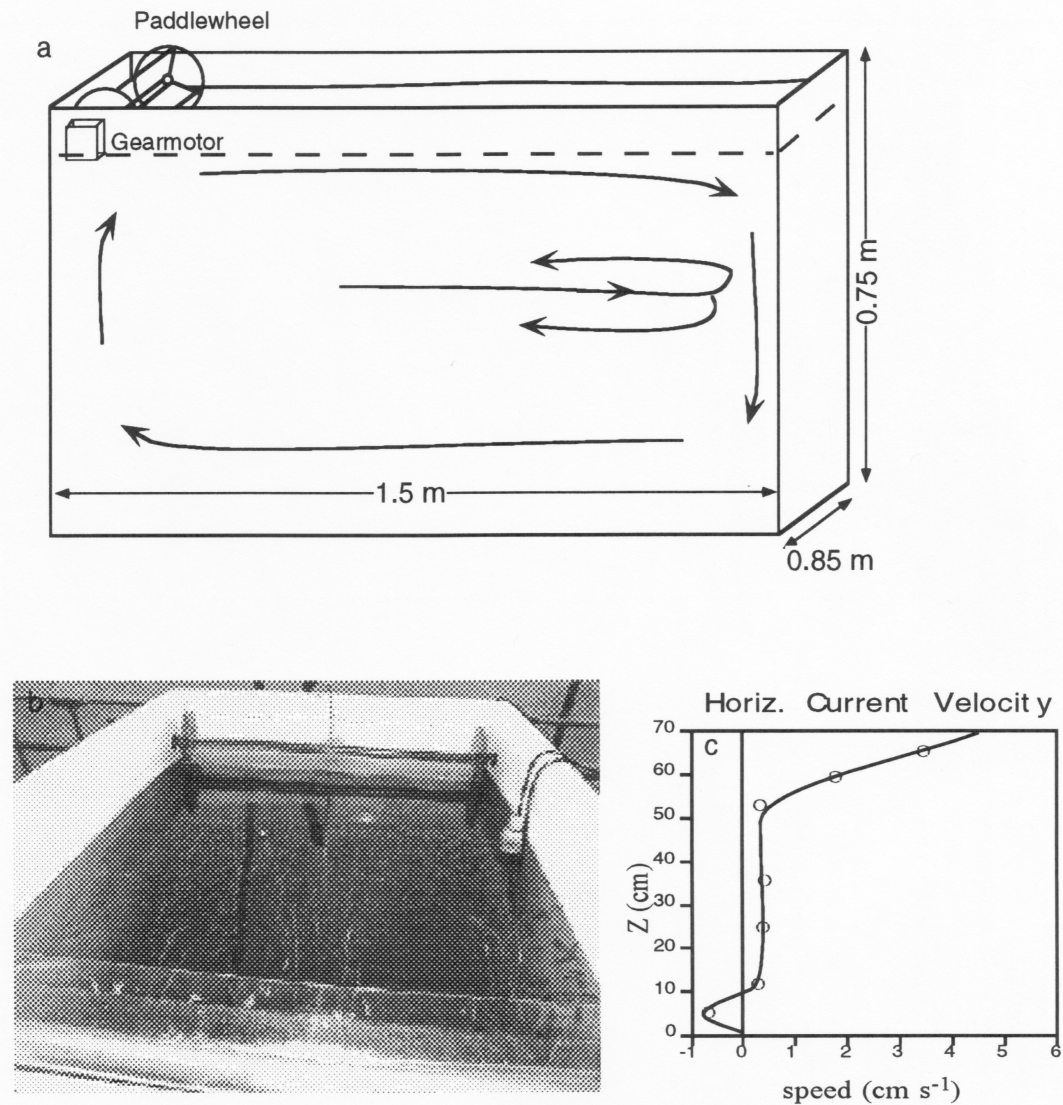 Paddlewheel
a
Gearmotor
0.75 m
1.5 m
0.85 m
b
Horiz. Current Velocity
c
70
60
50
40
30
20
10
0
Z (cm)
-1 0 1 2 3 4 5 6
speed (cm s⁻¹)